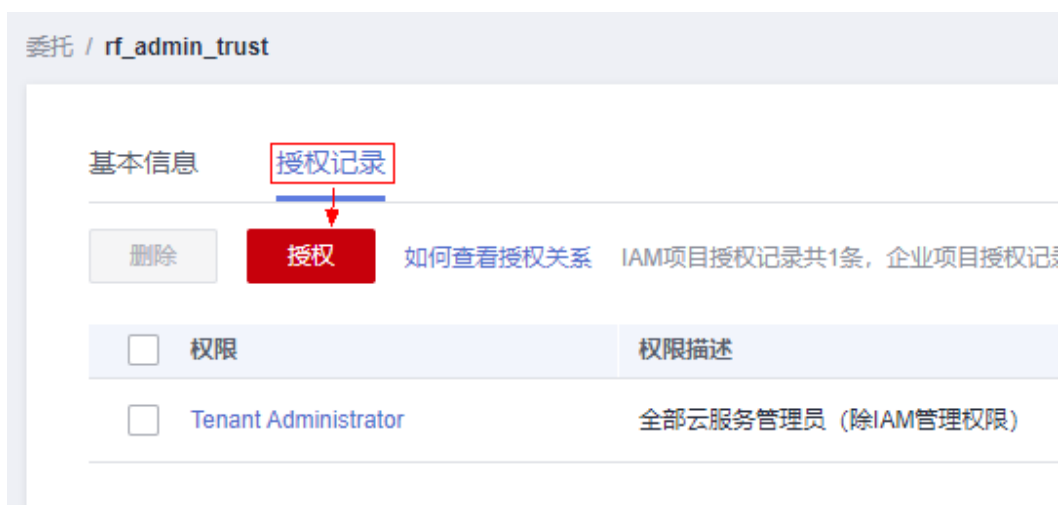 委托 / rf_admin_trust
基本信息 授权记录
删除 授权 如何查看授权关系 IAM项目授权记录共1条，企业项目授权记
权限 权限描述
Tenant Administrator 全部云服务管理员（除IAM管理权限）